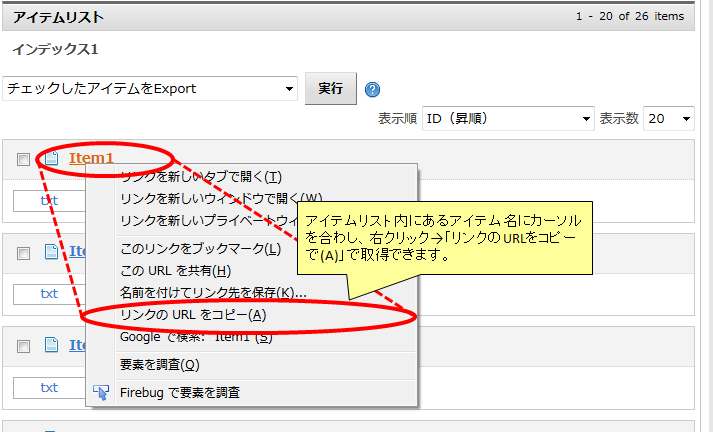 アイテムリスト
1 - 20 of 26 items
インデックス1
チェックしたアイテムをExport
実行
?
表示順 ID（昇順） 表示数 20
Item1
txt
リンクを新しいタブで開く(T)
リンクを新しいウィンドウで開く(W)
リンクを新しいプライベートウィ
このリンクをブックマーク(L)
この URL を共有(H)
名前を付けてリンク先を保存(K)...
リンクの URL をコピー(A)
Google で検索: "Item1"(S)
要素を調査(Q)
Firebug で要素を調査
アイテムリスト内にあるアイテム名にカーソル
を合わし、右クリック→「リンクの URLをコピー
で(A)」で取得できます。
Ite
txt
Ite
txt